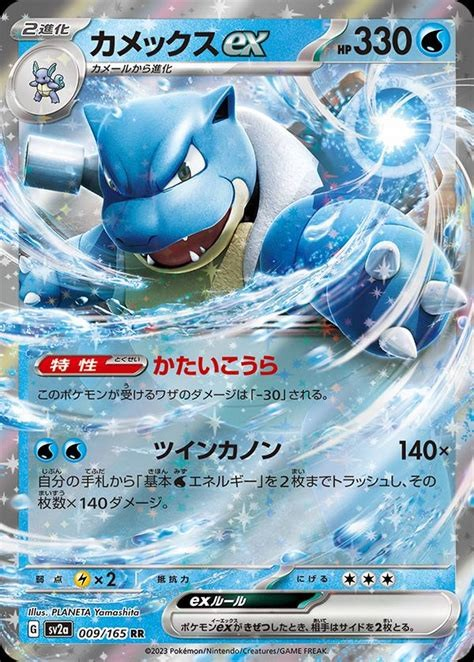 2進化 カメックスex HP330
カメールから進化
特性 とくせい かたいこうら
このポケモンが受けるワザのダメージは「-30」される。
ツインカノン 140×
自分の手札から「基本エネルギー」を2枚までトラッシュし、その
枚数×140ダメージ。
弱点 ×2 抵抗力 にげる
Illus. PLANETA Yamashita
exルール
G sv2a 009/165 RR
ポケモンexがきぜつしたとき、相手はサイドを2枚とる。
©2023 Pokémon/Nintendo/Creatures/GAME FREAK.